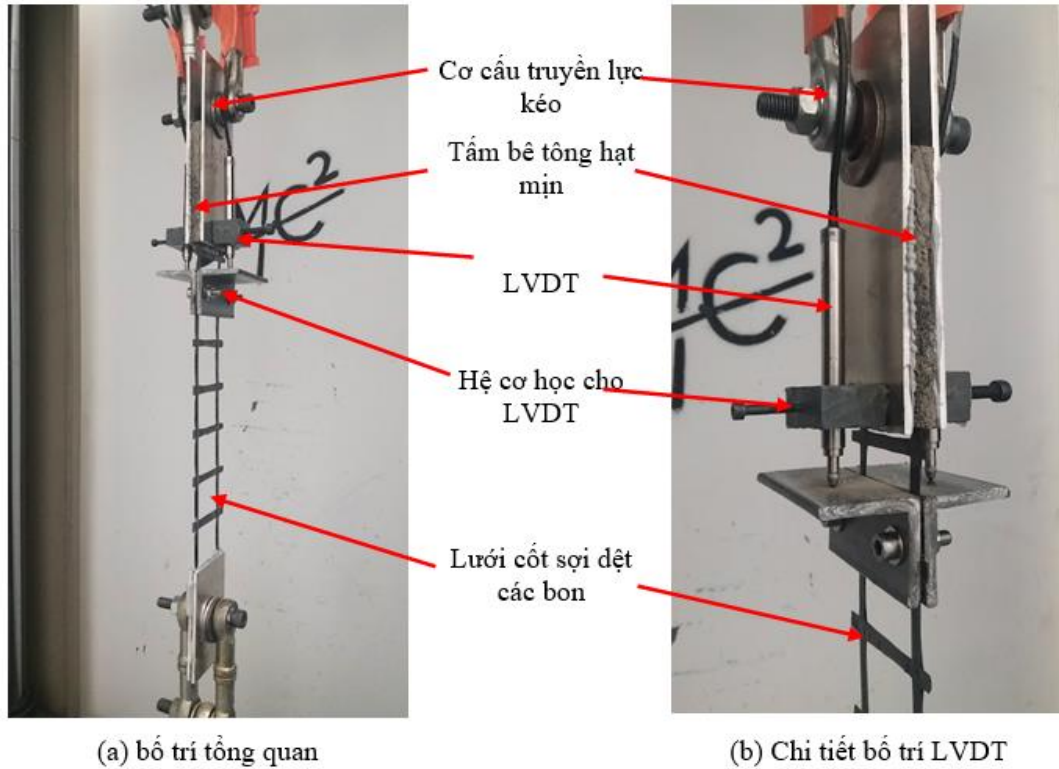 Cơ cấu truyền lực
kéo
Tấm bê tông hạt
mịn
LVDT
Hệ cơ học cho
LVDT
Lưới cốt sợi dệt
các bon
(a) bố trí tổng quan
(b) Chi tiết bố trí LVDT